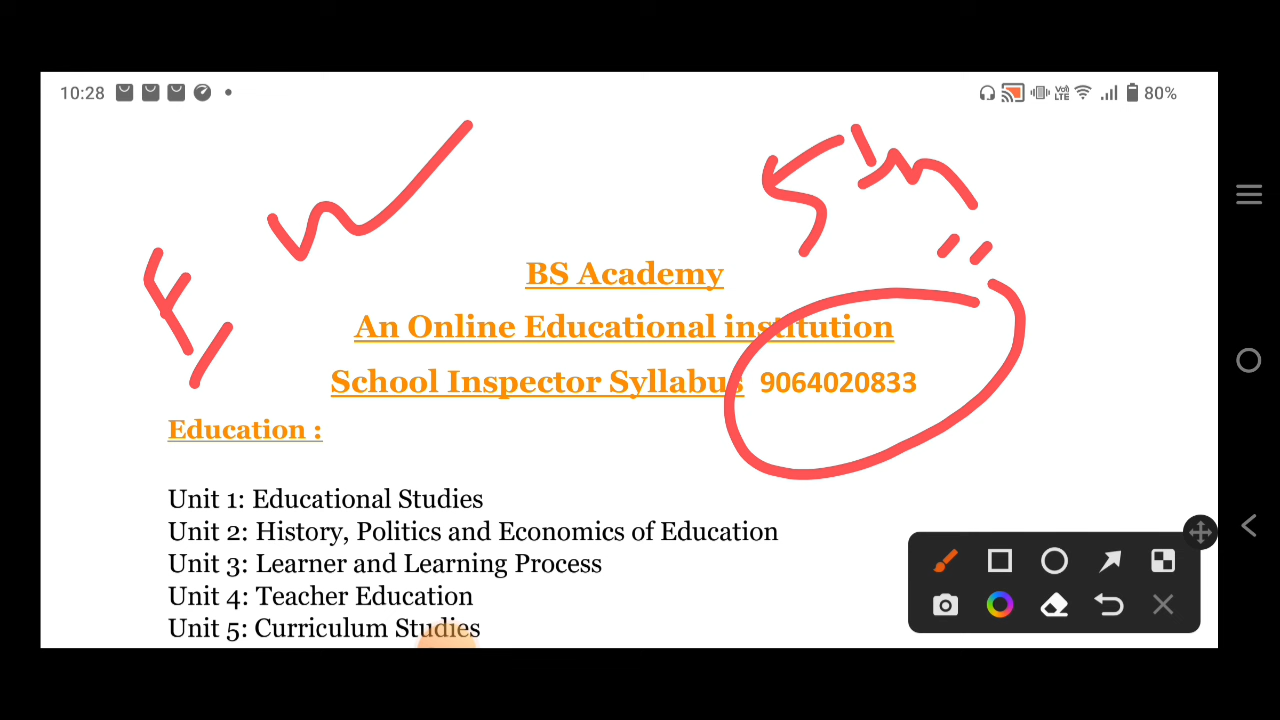 10:28 VoI) LTE 80%
BS Academy
An Online Educational institution
School Inspector Syllabus 9064020833
Education :
Unit 1: Educational Studies
Unit 2: History, Politics and Economics of Education
Unit 3: Learner and Learning Process
Unit 4: Teacher Education
Unit 5: Curriculum Studies